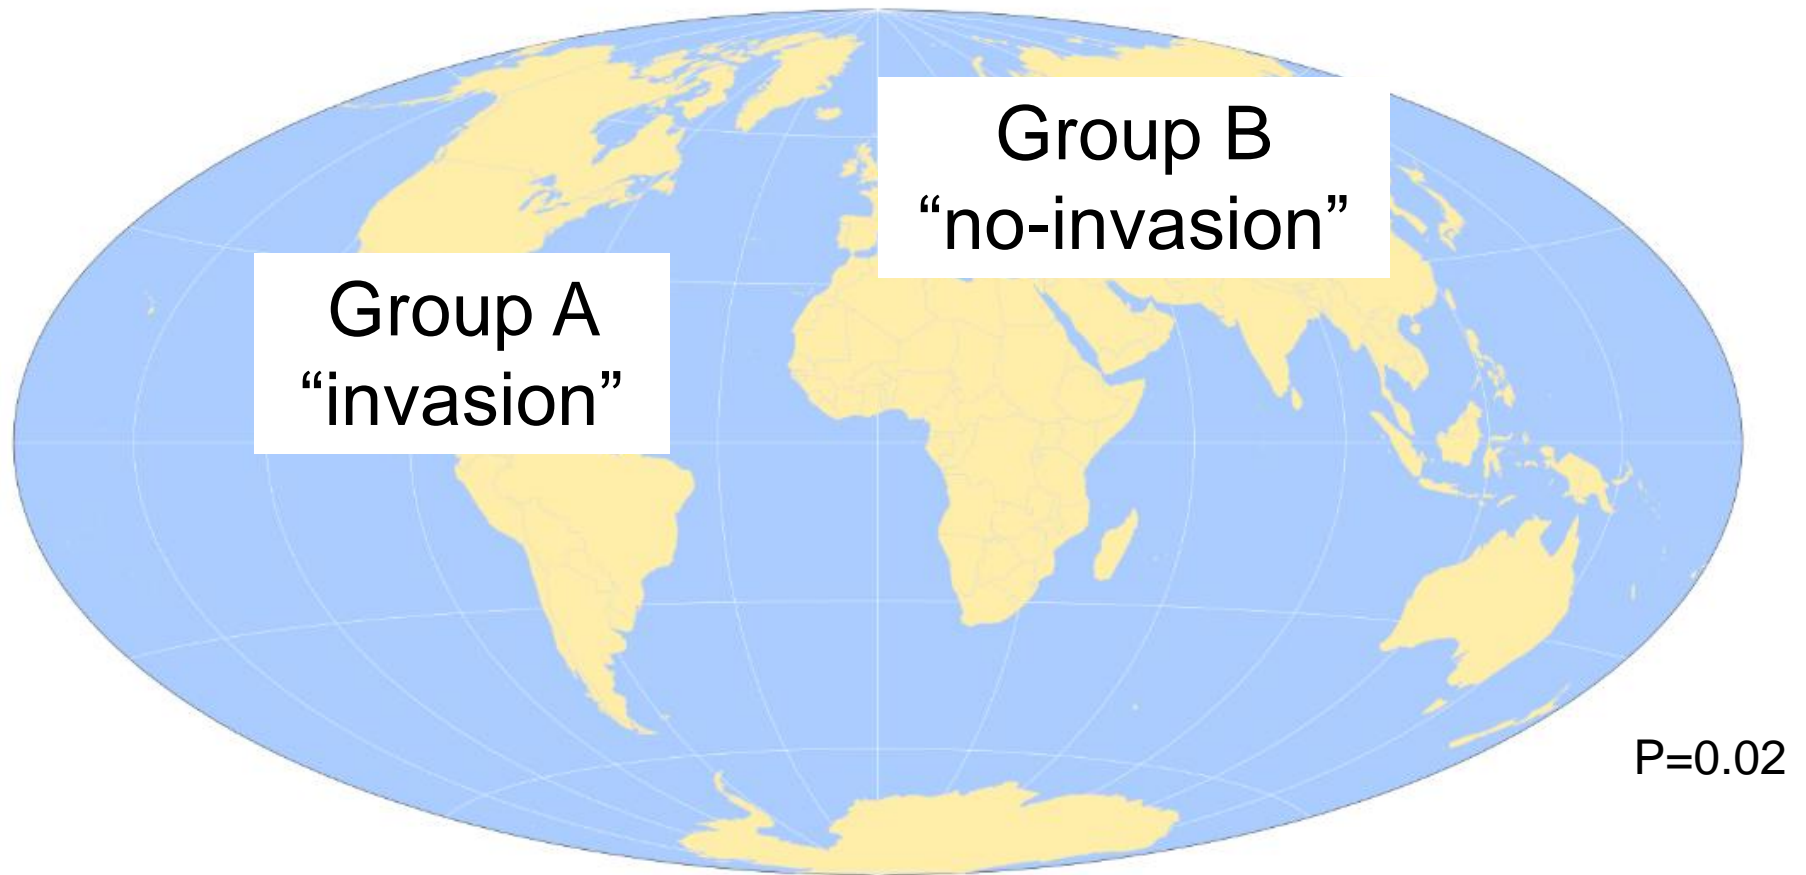 Group B
“no-invasion”
Group A
“invasion”
P=0.02